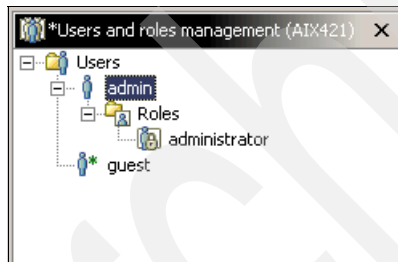 *Users and roles management (AIX421)
Users
admin
Roles
administrator
guest